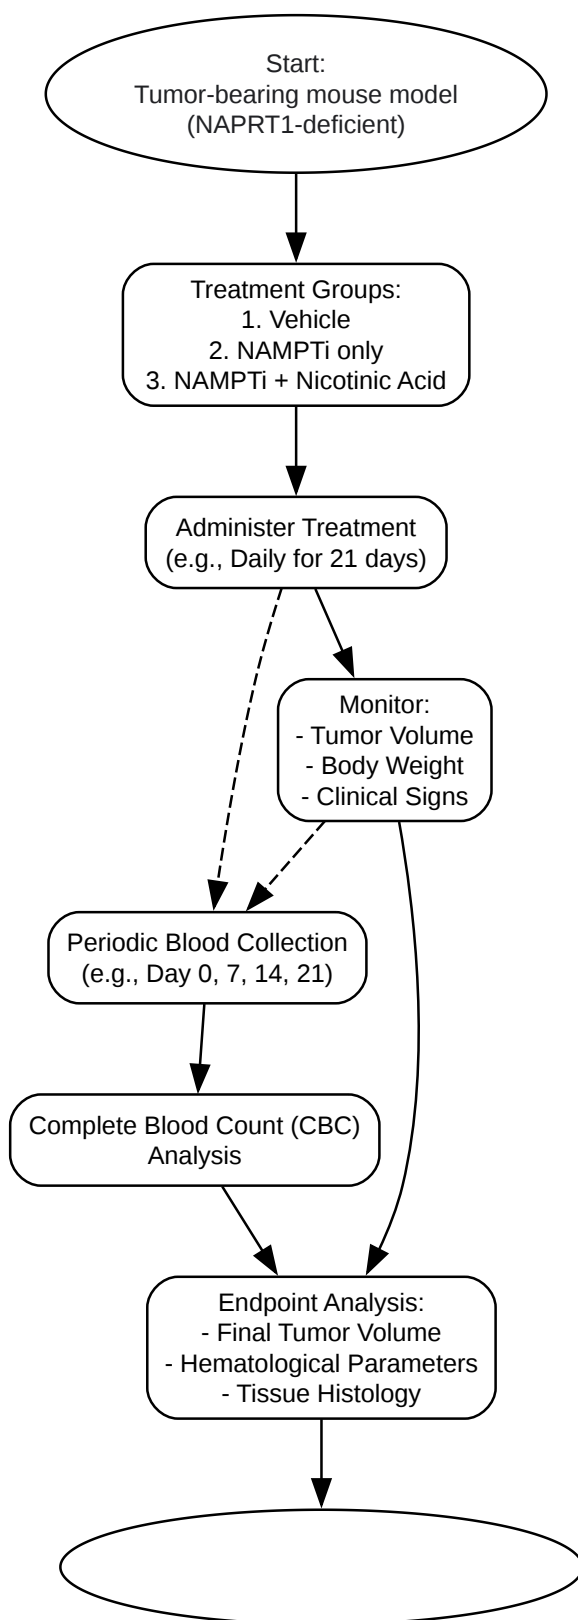 Start:
Tumor-bearing mouse model
(NAPRT1-deficient)
Treatment Groups:
1. Vehicle
2. NAMPTi only
3. NAMPTi + Nicotinic Acid
Administer Treatment
(e.g., Daily for 21 days)
Monitor:
- Tumor Volume
- Body Weight
- Clinical Signs
Periodic Blood Collection
(e.g., Day 0, 7, 14, 21)
Complete Blood Count (CBC)
Analysis
Endpoint Analysis:
- Final Tumor Volume
- Hematological Parameters
- Tissue Histology